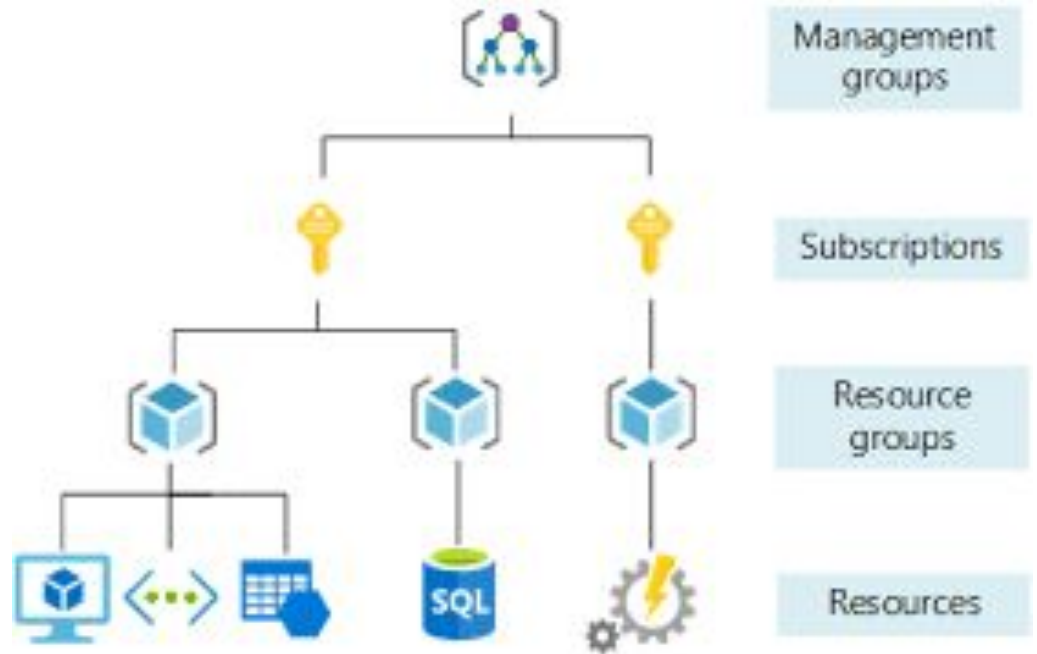 Management
groups
Subscriptions
Resource
groups
SQL
Resources